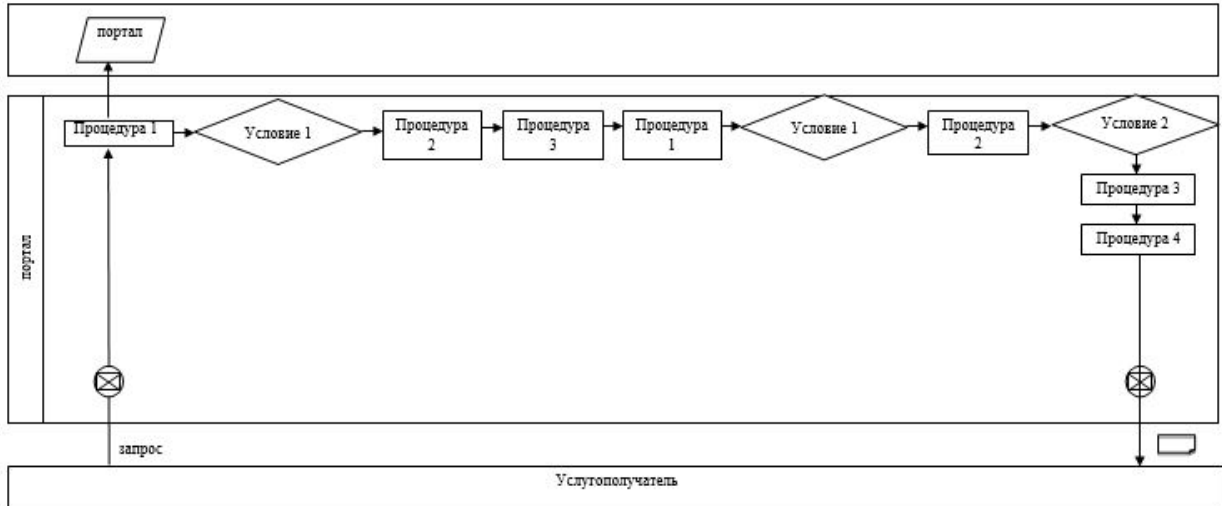 портал
Процедура 1
Условие 1
Процедура
2
Процедура
3
Процедура
1
Условие 1
Процедура
2
Условие 2
Процедура 3
Процедура 4
портал
запрос
Услугополучатель